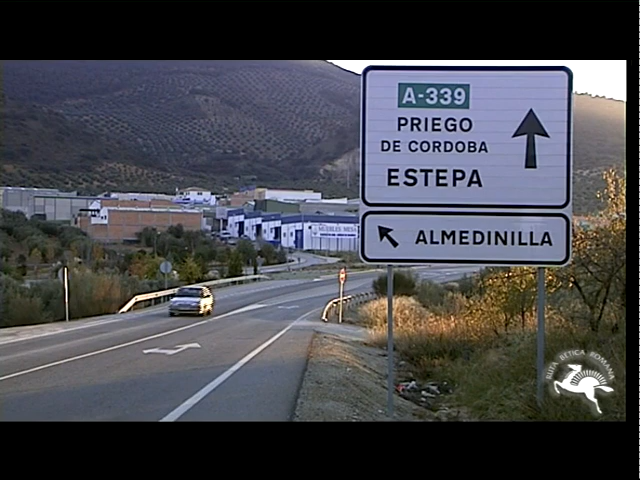 A-339
PRIEGO
DE CORDOBA
ESTEPA
ALMEDINILLA
RUTA BETICA ROMANA